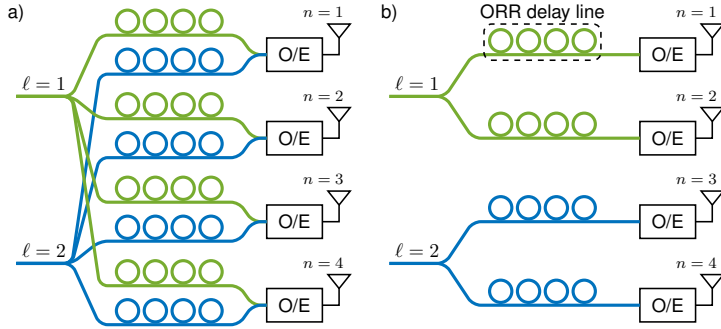 a)
n = 1
O/E
ℓ = 1
n = 2
O/E
n = 3
O/E
ℓ = 2
n = 4
O/E
b)
ORR delay line
n = 1
O/E
ℓ = 1
n = 2
O/E
n = 3
O/E
ℓ = 2
n = 4
O/E